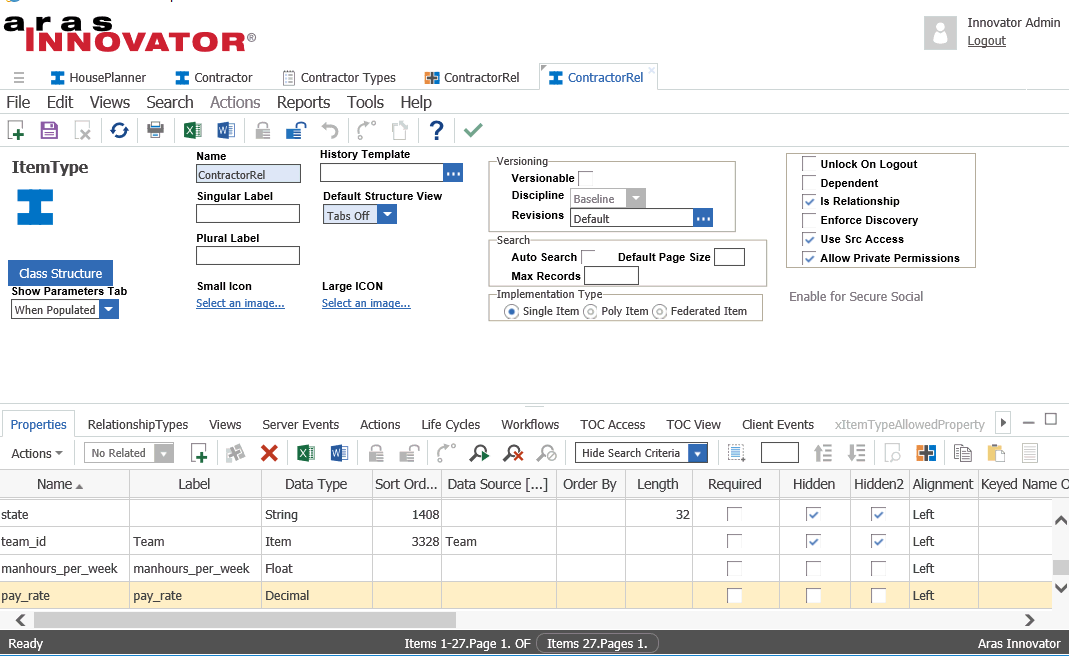 aras
INNOVATOR®
Innovator Admin
Logout
HousePlanner
Contractor
Contractor Types
ContractorRel
ContractorRel
File Edit Views Search Actions Reports Tools Help
ItemType
Class Structure
Show Parameters Tab
When Populated
Name
ContractorRel
History Template
Singular Label
Default Structure View
Tabs Off
Plural Label
Small Icon
Select an image...
Large ICON
Select an image...
Versioning
Versionable
Discipline Baseline
Revisions Default
Search
Auto Search Default Page Size
Max Records
Implementation Type
Single Item Poly Item Federated Item
Unlock On Logout
Dependent
Is Relationship
Enforce Discovery
Use Src Access
Allow Private Permissions
Enable for Secure Social
Properties RelationshipTypes Views Server Events Actions Life Cycles Workflows TOC Access TOC View Client Events xItemTypeAllowedProperty
Actions No Related Hide Search Criteria
Name Label Data Type Sort Ord... Data Source [...] Order By Length Required Hidden Hidden2 Alignment Keyed Name O
state String 1408 32 Left
team_id Team Item 3328 Team Left
manhours_per_week manhours_per_week Float Left
pay_rate pay_rate Decimal Left
Ready Items 1-27.Page 1. OF Items 27.Pages 1. Aras Innovator